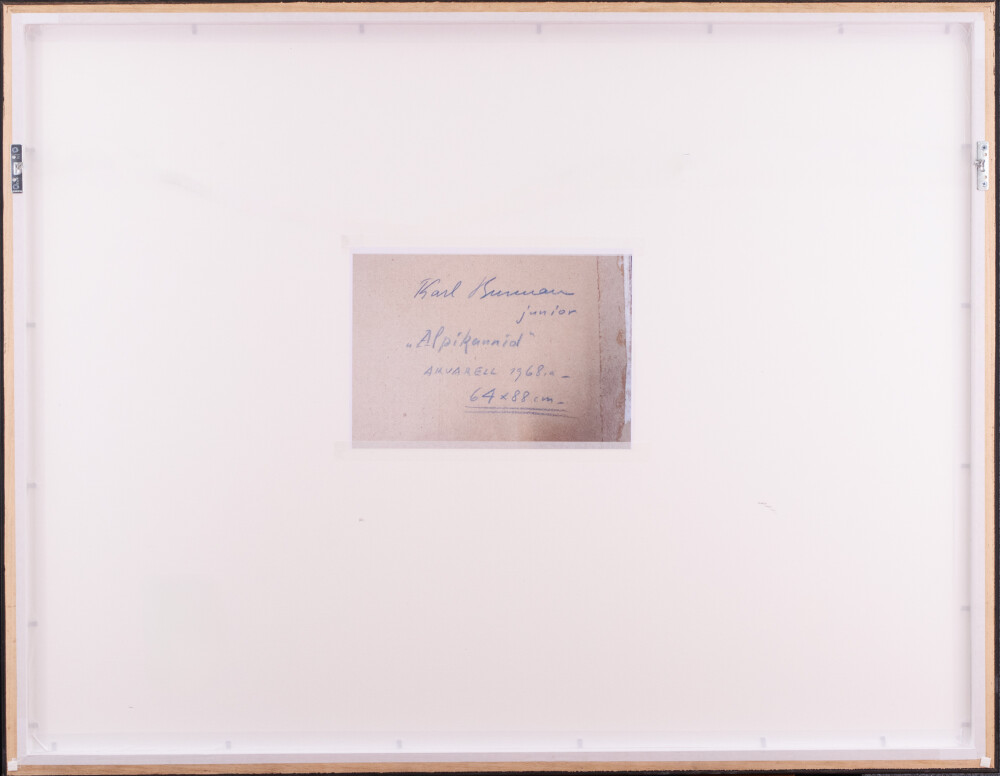 Karl Burman
junior
„Alpikannid"
AKVARELL 1968.a –
64 x 88 cm –